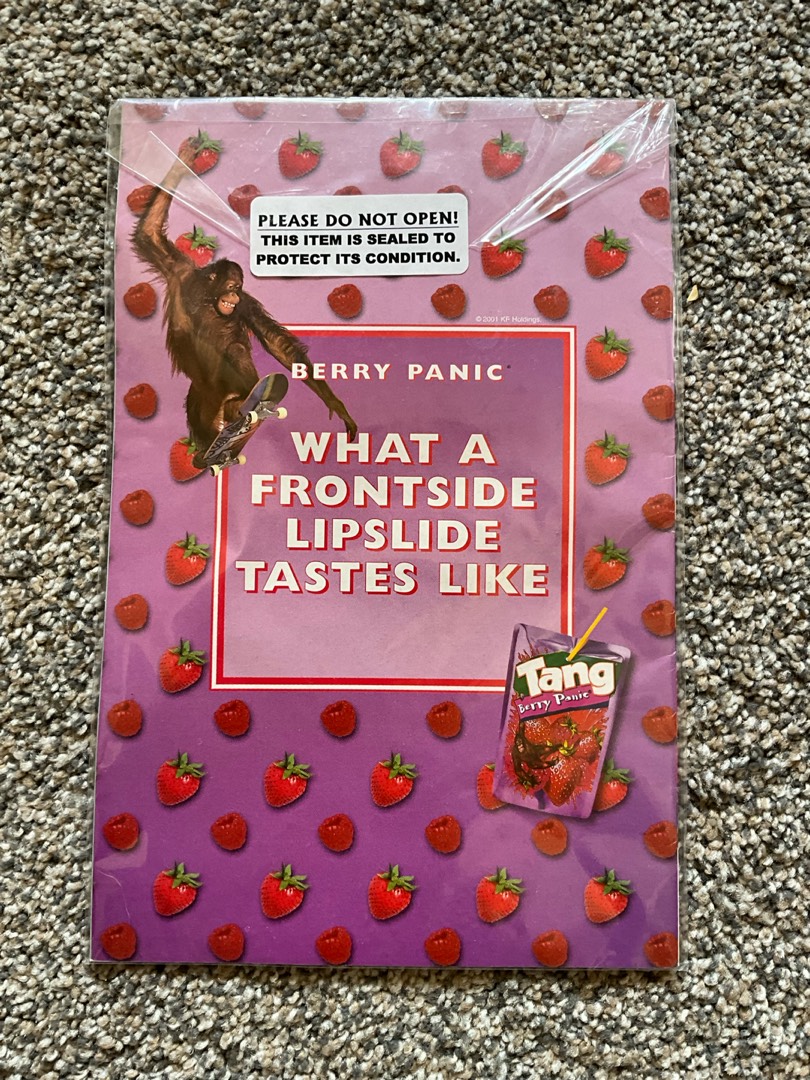 PLEASE DO NOT OPEN!
THIS ITEM IS SEALED TO
PROTECT ITS CONDITION.
© 2001 KF Holdings
BERRY PANIC
WHAT A
FRONTSIDE
LIPSLIDE
TASTES LIKE
Tang
Berry Panic